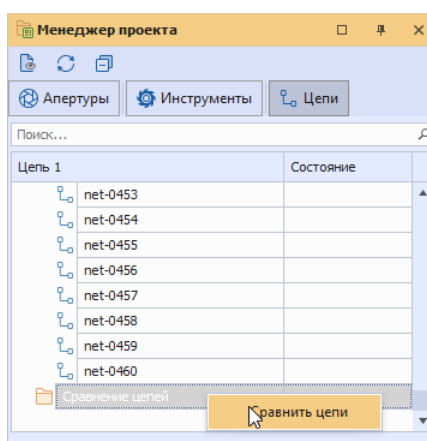 Менеджер проекта
Апертуры Инструменты Цепи
Поиск...
Цепь 1 Состояние
net-0453
net-0454
net-0455
net-0456
net-0457
net-0458
net-0459
net-0460
Сравнение цепей
Сравнить цепи